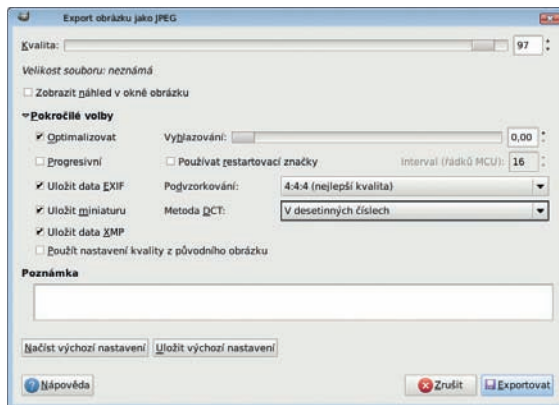 Export obrázku jako JPEG
Kvalita: 97
Velikost souboru: neznámá
Zobrazit náhled v okně obrázku
Pokročilé volby
Optimalizovat Vyhlazování: 0,00
Progresivní Používat restartovací značky Interval (řádků MCU): 16
Uložit data EXIF Podvzorkování: 4:4:4 (nejlepší kvalita)
Uložit miniaturu Metoda DCT: V desetinných číslech
Uložit data XMP
Použít nastavení kvality z původního obrázku
Poznámka
Načíst výchozí nastavení Uložit výchozí nastavení
Nápověda Zrušit Exportovat